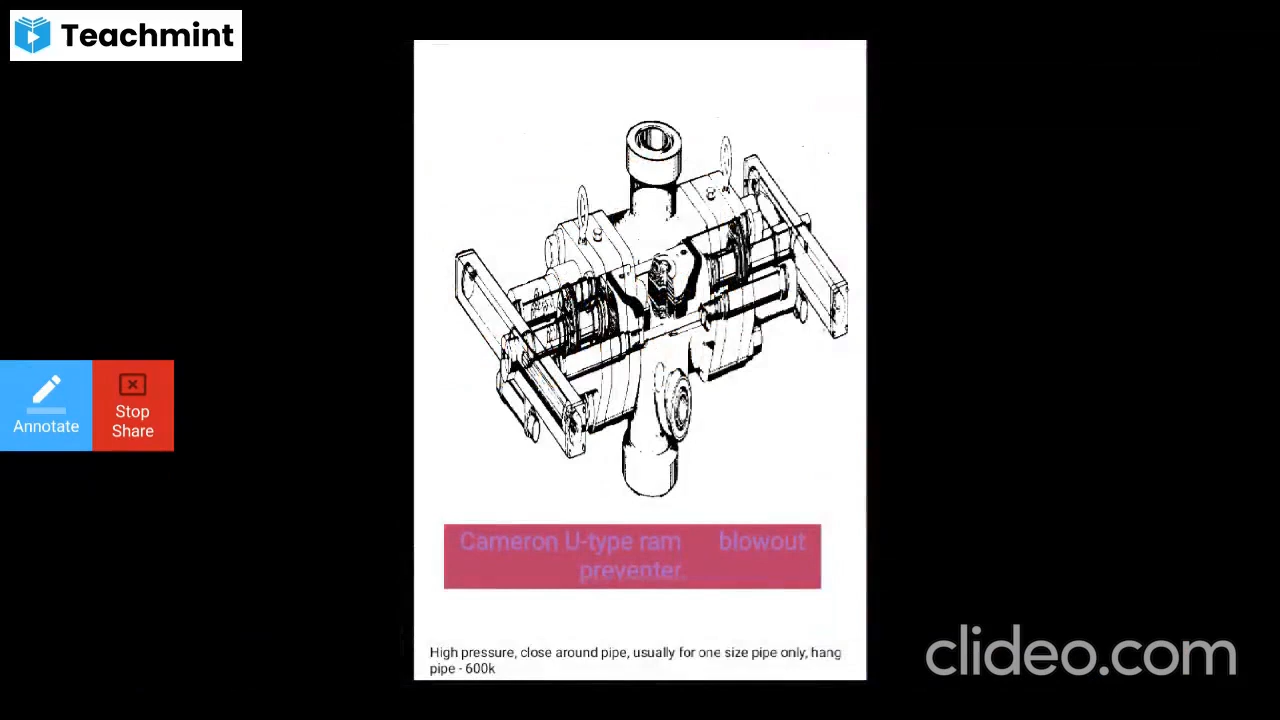 Teachmint
Annotate
Stop
Share
Cameron U-type ram blowout
preventer.
High pressure, close around pipe, usually for one size pipe only, hang
pipe - 600k
clideo.com